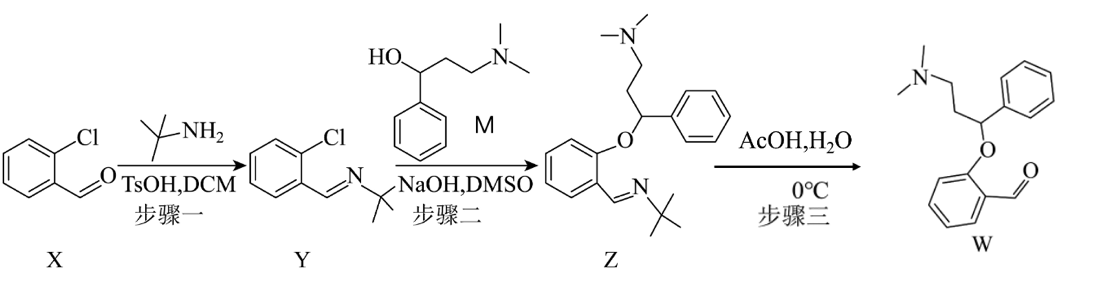 HO
N
M
Cl
O
NH₂
TsOH,DCM
步骤一
Cl
N
NaOH,DMSO
步骤二
N
O
N
AcOH,H₂O
0℃
步骤三
N
O
O
X
Y
Z
W